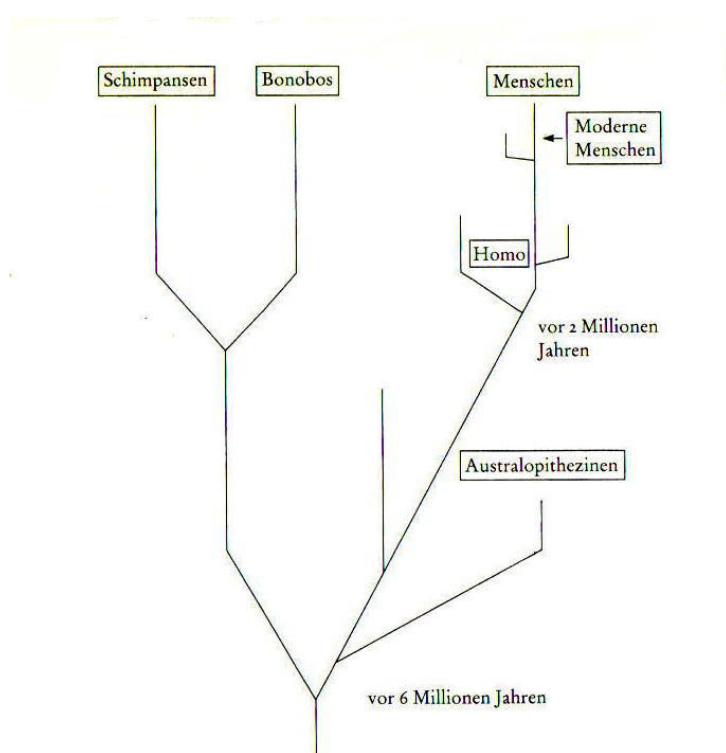 Schimpansen
Bonobos
Menschen
Moderne
Menschen
Homo
vor 2 Millionen
Jahren
Australopithezinen
vor 6 Millionen Jahren